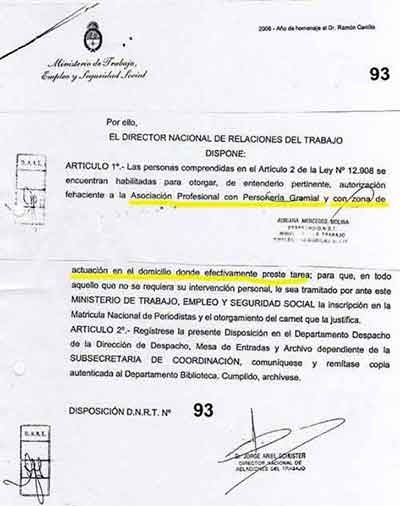 2006 - Año de homenaje al Dr. Ramón Carrillo
Ministerio de Trabajo,
Empleo y Seguridad Social
93
Por ello,
EL DIRECTOR NACIONAL DE RELACIONES DEL TRABAJO
DISPONE:
ARTICULO 1º.- Las personas comprendidas en el Artículo 2 de la Ley Nº 12.908 se
encuentran habilitadas para otorgar, de entenderlo pertinente, autorización
fehaciente a la Asociación Profesional con Personería Gremial y con zona de
D.N.R.T.
ADRIANA MERCEDES MOLINA
DESPACHO D.N.R.T.
TRABAJO
SEGURIDAD SOCIAL
actuación en el domicilio donde efectivamente preste tarea; para que, en todo
aquello que no se requiera su intervención personal, le sea tramitado por ante este
MINISTERIO DE TRABAJO, EMPLEO Y SEGURIDAD SOCIAL la inscripción en la
Matricula Nacional de Periodistas y el otorgamiento del carnet que la justifica.
ARTICULO 2º.- Regístrese la presente Disposición en el Departamento Despacho
de la Dirección de Despacho, Mesa de Entradas y Archivo dependiente de la
SUBSECRETARIA DE COORDINACIÓN, comuníquese y remítase copia
autenticada al Departamento Biblioteca. Cumplido, archívese.
DISPOSICIÓN D.N.R.T. Nº 93
D.N.R.T.
D. JORGE ARIEL SCHUSTER
DIRECTOR NACIONAL DE
RELACIONES DEL TRABAJO